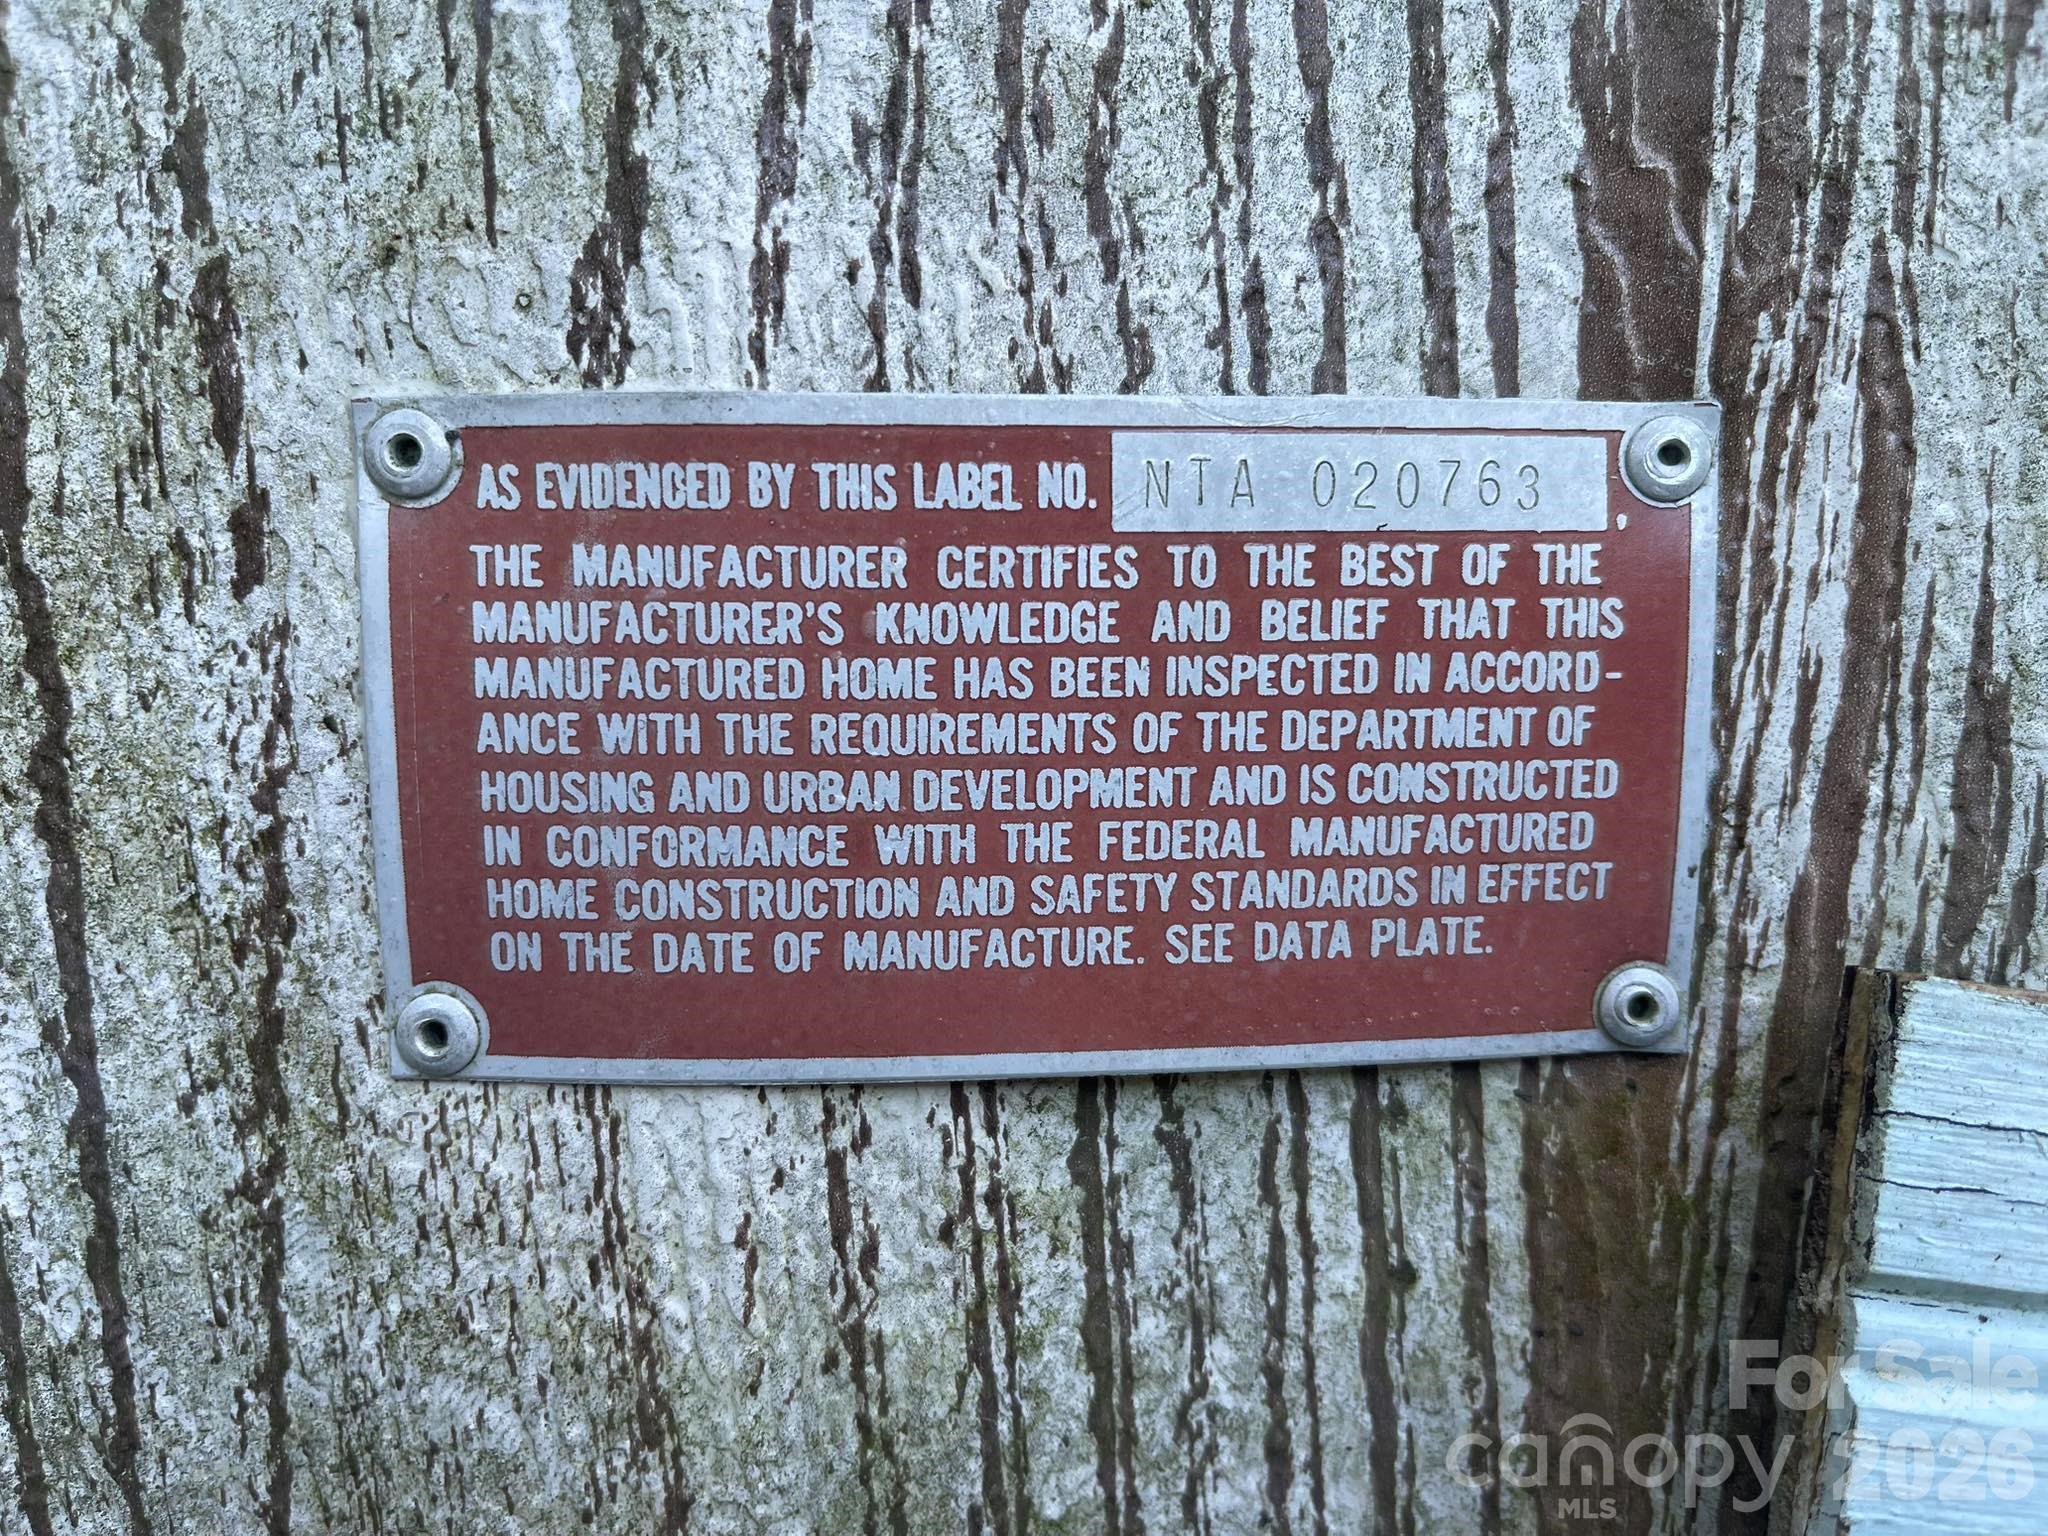 AS EVIDENCED BY THIS LABEL NO. NTA 020763,
THE MANUFACTURER CERTIFIES TO THE BEST OF THE
MANUFACTURER'S KNOWLEDGE AND BELIEF THAT THIS
MANUFACTURED HOME HAS BEEN INSPECTED IN ACCORD-
ANCE WITH THE REQUIREMENTS OF THE DEPARTMENT OF
HOUSING AND URBAN DEVELOPMENT AND IS CONSTRUCTED
IN CONFORMANCE WITH THE FEDERAL MANUFACTURED
HOME CONSTRUCTION AND SAFETY STANDARDS IN EFFECT
ON THE DATE OF MANUFACTURE. SEE DATA PLATE.
For Sale
canopy 2026
MLS